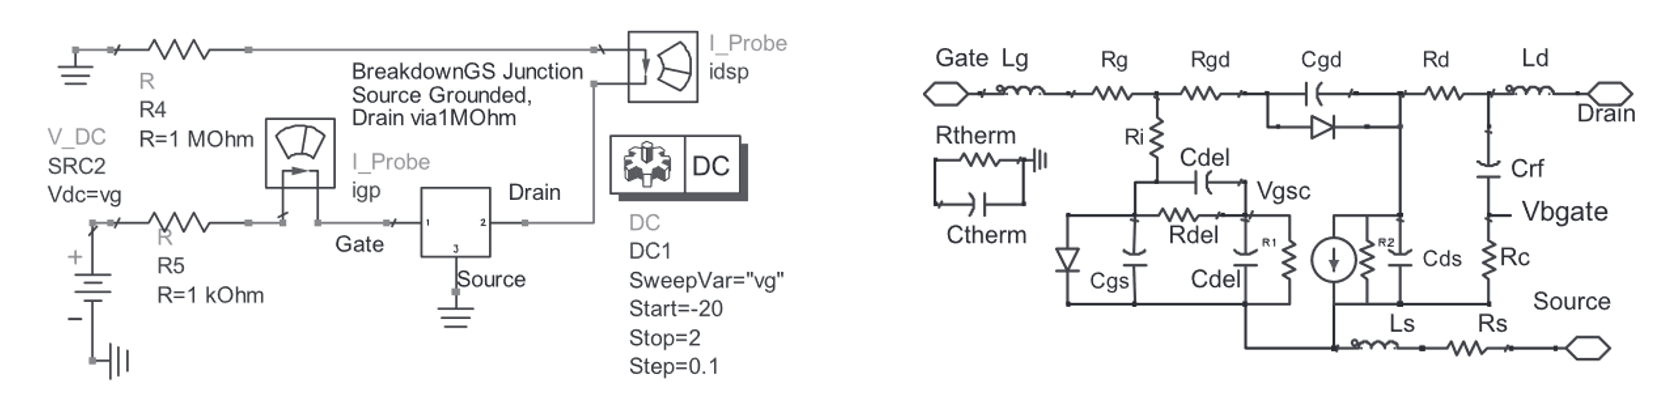 I_Probe
idsp
R
R4
R=1 MOhm
BreakdownGS Junction
Source Grounded,
Drain via1MOhm
V_DC
SRC2
Vdc=vg
I_Probe
igp
DC
Drain
1
2
3
Gate
Source
R
R5
R=1 kOhm
+
−
DC
DC1
SweepVar="vg"
Start=-20
Stop=2
Step=0.1
Gate
Lg
Rg
Rgd
Cgd
Rd
Ld
Drain
Rtherm
Ctherm
Ri
Cdel
Vgsc
Rdel
R1
Cgs
Cdel
R2
Cds
Crf
Vbgate
Rc
Source
Ls
Rs